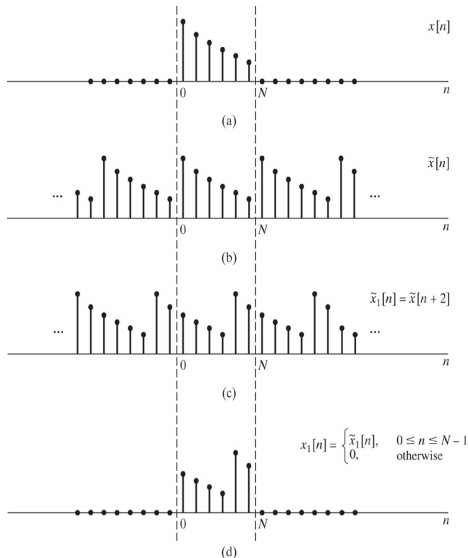 x[n]
0 N n
(a)
x̃[n]
... ...
0 N n
(b)
x̃₁[n] = x̃[n + 2]
... ...
0 N n
(c)
x₁[n] = { x̃₁[n], 0 ≤ n ≤ N – 1
0, otherwise
0 N n
(d)